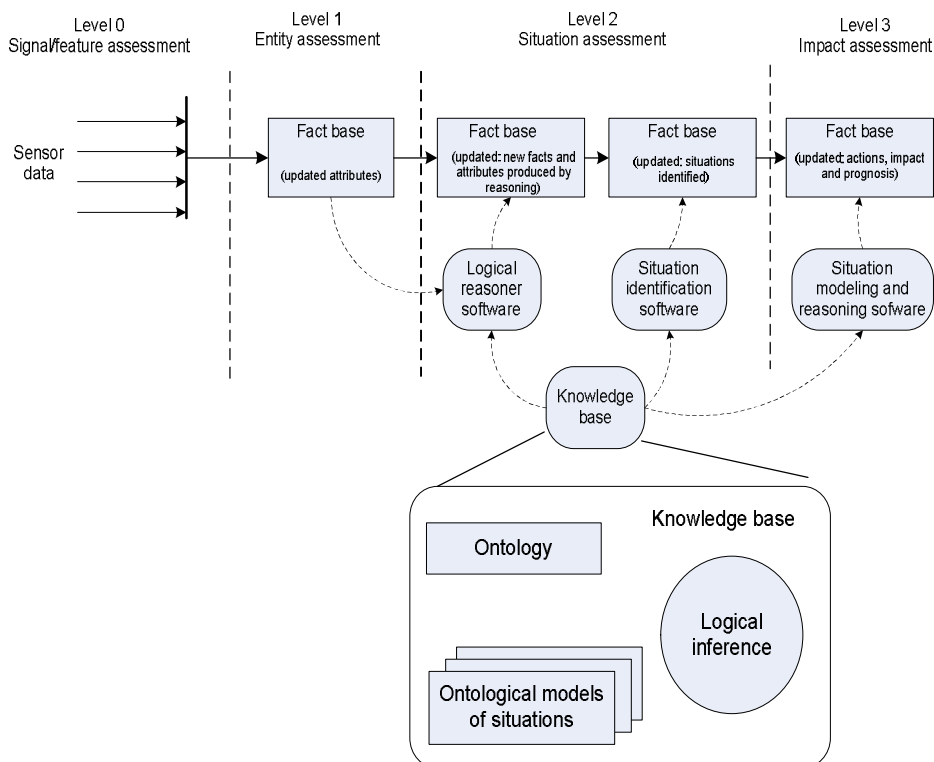 Level 0
Signal/feature assessment
Level 1
Entity assessment
Level 2
Situation assessment
Level 3
Impact assessment
Sensor
data
Fact base
(updated attributes)
Fact base
(updated: new facts and
attributes produced by
reasoning)
Fact base
(updated: situations
identified)
Fact base
(updated: actions, impact
and prognosis)
Logical
reasoner
software
Situation
identification
software
Situation
modeling and
reasoning sofware
Knowledge
base
Knowledge base
Ontology
Logical
inference
Ontological models
of situations